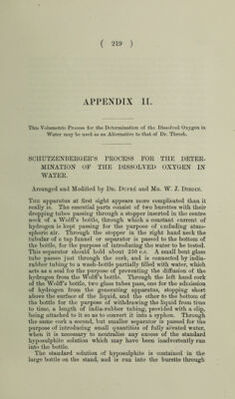 ( 219 )
APPENDIX II.
This Volumetric Process for the Determination of the Dissolved Oxygen in
Water may be used as an Alternative to that of Dr. Thresh.
SCHUTZENBERGER'S PROCESS FOR THE DETER-
MINATION OF THE DISSOLVED OXYGEN IN
WATER.
Arranged and Modified by Dr. Dupré and Mr. W. J. Dibdin.
The apparatus at first sight appears more complicated than it
really is. The essential parts consist of two burettes with their
dropping tubes passing through a stopper inserted in the centre
neck of a Wolff's bottle, through which a constant current of
hydrogen is kept passing for the purpose of excluding atmo-
spheric air. Through the stopper in the right hand neck the
tubular of a tap funnel or separator is passed to the bottom of
the bottle, for the purpose of introducing the water to be tested.
This separator should hold about 250 c.c. A small bent glass
tube passes just through the cork, and is connected by india-
rubber tubing to a wash-bottle partially filled with water, which
acts as a seal for the purpose of preventing the diffusion of the
hydrogen from the Wolff's bottle. Through the left hand cork
of the Wolff's bottle, two glass tubes pass, one for the admission
of hydrogen from the generating apparatus, stopping short
above the surface of the liquid, and the other to the bottom of
the bottle for the purpose of withdrawing the liquid from time
to time, a length of india-rubber tubing, provided with a clip,
being attached to it so as to convert it into a syphon. Through
the same cork a second, but smaller separator is passed for the
purpose of introducing small quantities of fully aërated water,
when it is necessary to neutralise any excess of the standard
hyposulphite solution which may have been inadvertently run
into the bottle.
The standard solution of hyposulphite is contained in the
large bottle on the stand, and is run into the burette through